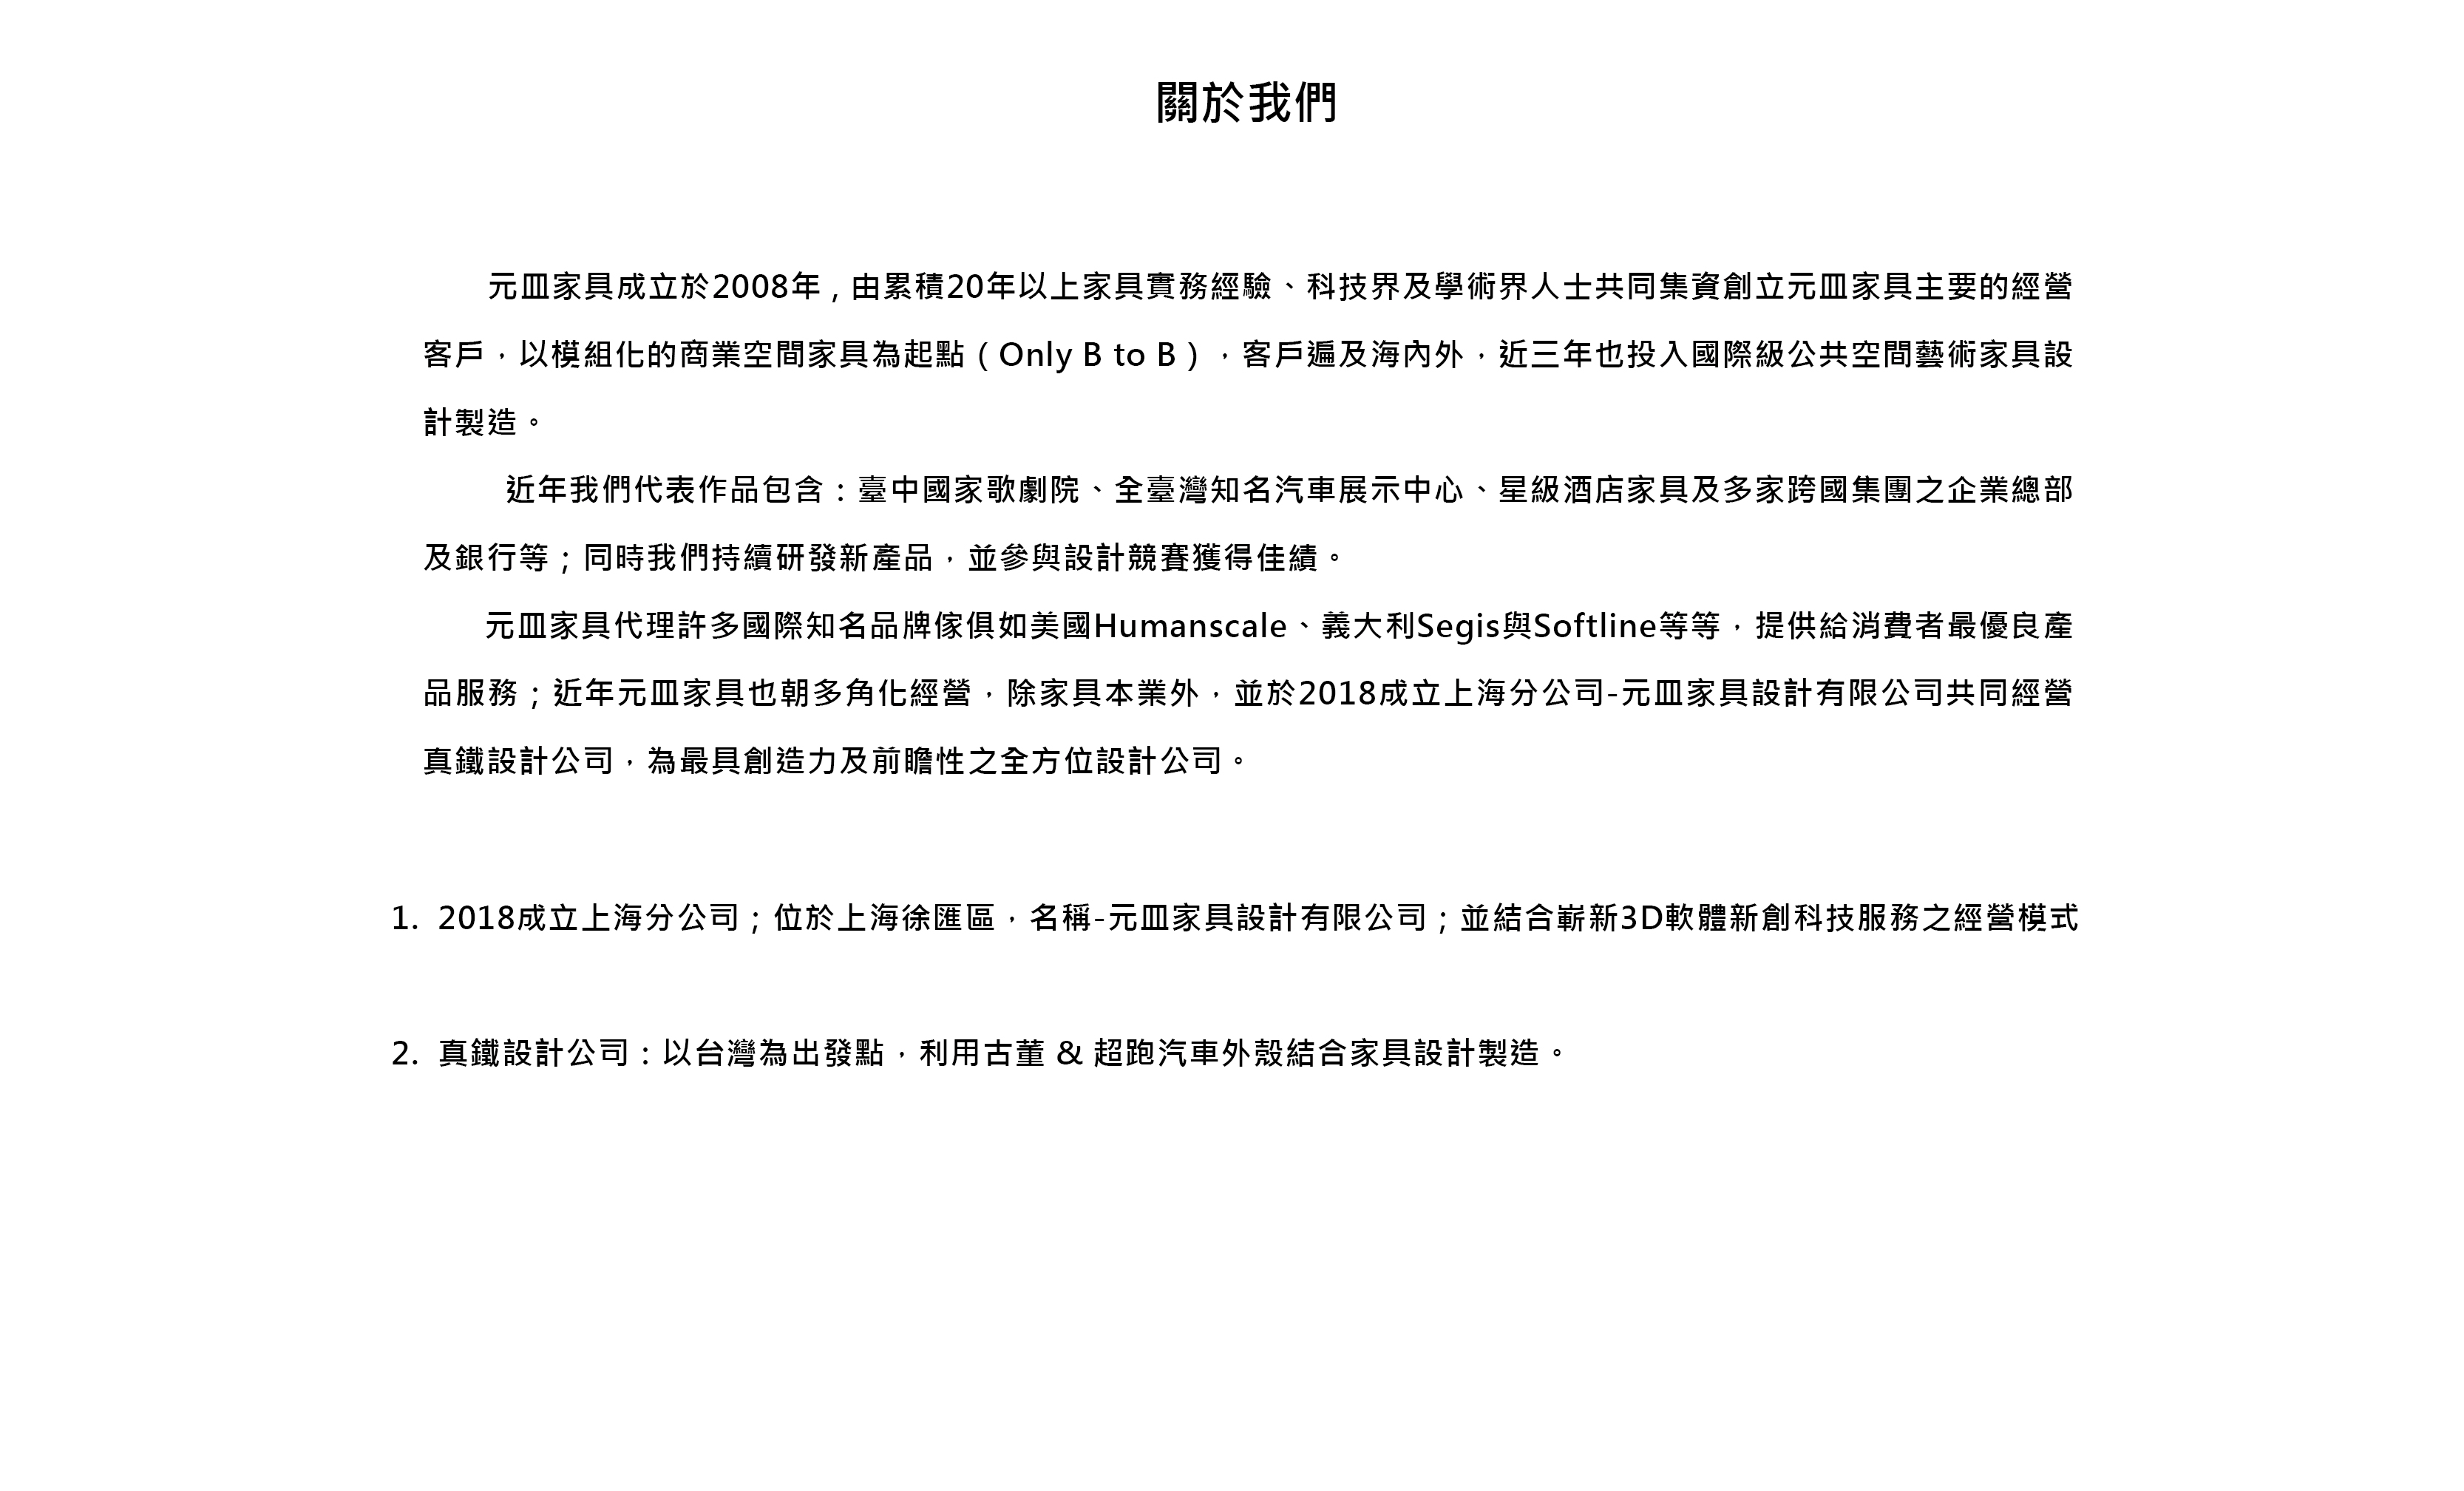 關於我們
元皿家具成立於2008年 , 由累積20年以上家具實務經驗、科技界及學術界人士共同集資創立元皿家具主要的經營
客戶，以模組化的商業空間家具為起點（Only B to B），客戶遍及海內外，近三年也投入國際級公共空間藝術家具設
計製造。
近年我們代表作品包含：臺中國家歌劇院、全臺灣知名汽車展示中心、星級酒店家具及多家跨國集團之企業總部
及銀行等；同時我們持續研發新產品，並參與設計競賽獲得佳績。
元皿家具代理許多國際知名品牌傢俱如美國Humanscale、義大利Segis與Softline等等，提供給消費者最優良產
品服務；近年元皿家具也朝多角化經營，除家具本業外，並於2018成立上海分公司-元皿家具設計有限公司共同經營
真鐵設計公司，為最具創造力及前瞻性之全方位設計公司。
1. 2018成立上海分公司；位於上海徐匯區，名稱-元皿家具設計有限公司；並結合嶄新3D軟體新創科技服務之經營模式
2. 真鐵設計公司：以台灣為出發點，利用古董 & 超跑汽車外殼結合家具設計製造。